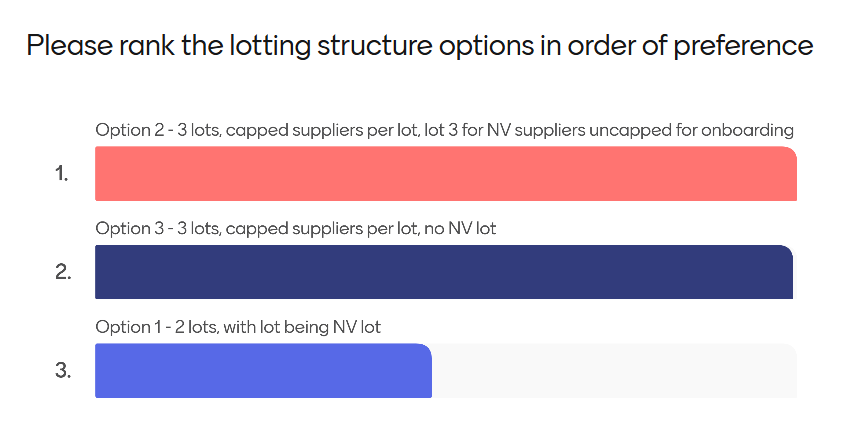 Please rank the lotting structure options in order of preference
Option 2 - 3 lots, capped suppliers per lot, lot 3 for NV suppliers uncapped for onboarding
1.
Option 3 - 3 lots, capped suppliers per lot, no NV lot
2.
Option 1 - 2 lots, with lot being NV lot
3.